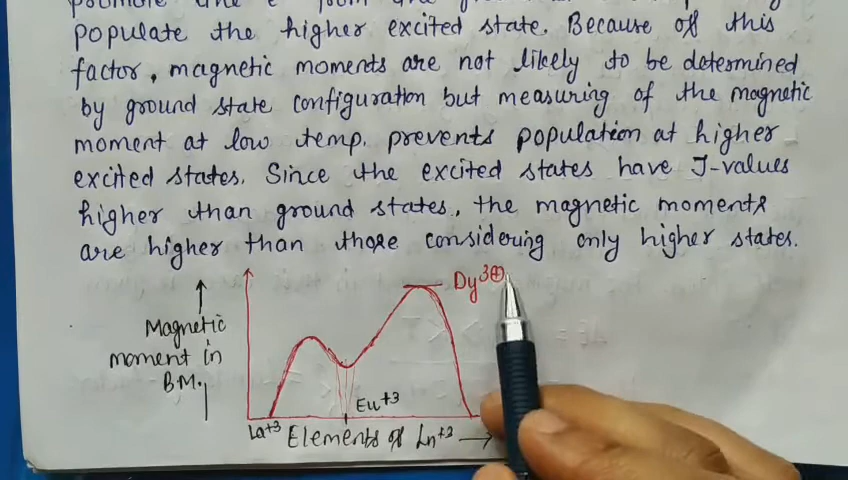 populate the higher excited state. Because of this
factor, magnetic moments are not likely to be determined
by ground state configuration but measuring of the magnetic
moment at low temp. prevents population at higher
excited states. Since the excited states have J-values
higher than ground states, the magnetic moments
are higher than those considering only higher states.
Dy³⊕
Magnetic
moment in
B.M.
Eu⁺³
La⁺³ Elements of Ln⁺³ →